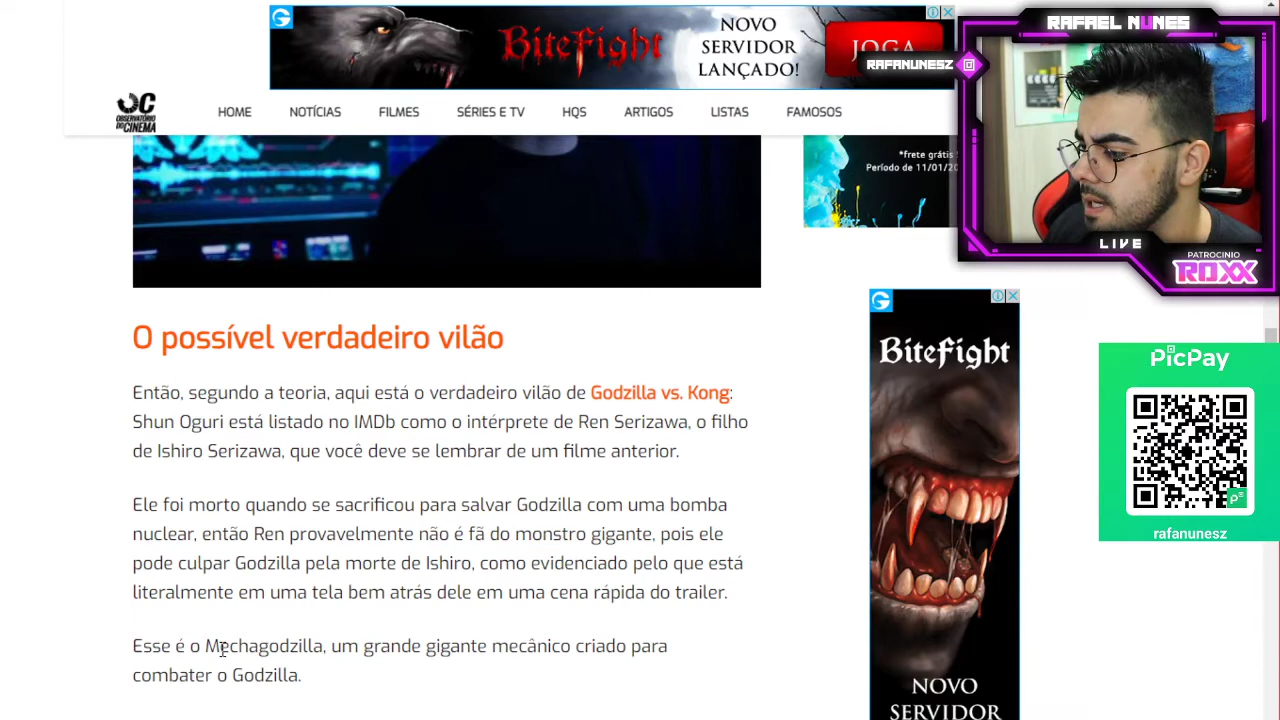 BiteFight
NOVO
SERVIDOR
LANÇADO!
JOGA
RAFAEL NUNES
RAFANUNESZ
OC
OBSERVATÓRIO
DO CINEMA
HOME
NOTÍCIAS
FILMES
SÉRIES E TV
HQS
ARTIGOS
LISTAS
FAMOSOS
*frete grátis
Período de 11/01/20
LIVE
PATROCINIO
ROXX
O possível verdadeiro vilão
Então, segundo a teoria, aqui está o verdadeiro vilão de Godzilla vs. Kong:
Shun Oguri está listado no IMDb como o intérprete de Ren Serizawa, o filho
de Ishiro Serizawa, que você deve se lembrar de um filme anterior.
Ele foi morto quando se sacrificou para salvar Godzilla com uma bomba
nuclear, então Ren provavelmente não é fã do monstro gigante, pois ele
pode culpar Godzilla pela morte de Ishiro, como evidenciado pelo que está
literalmente em uma tela bem atrás dele em uma cena rápida do trailer.
Esse é o Mechagodzilla, um grande gigante mecânico criado para
combater o Godzilla.
BiteFight
NOVO
SERVIDOR
PicPay
rafanunesz